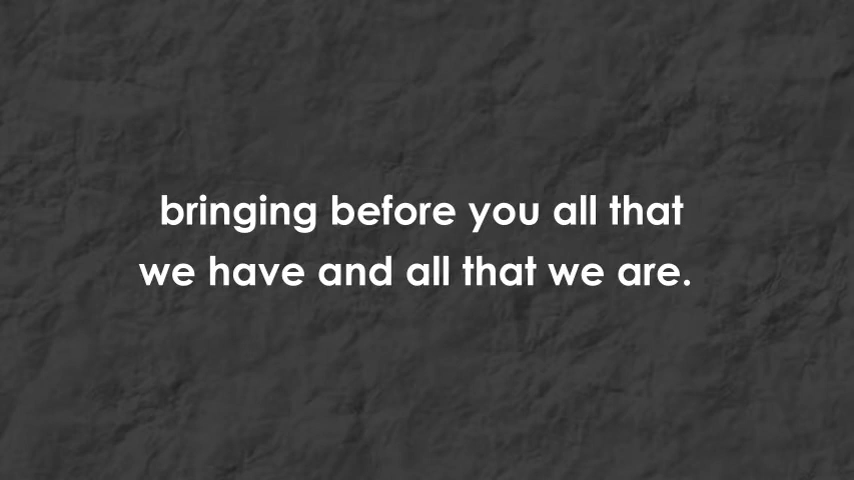 bringing before you all that
we have and all that we are.